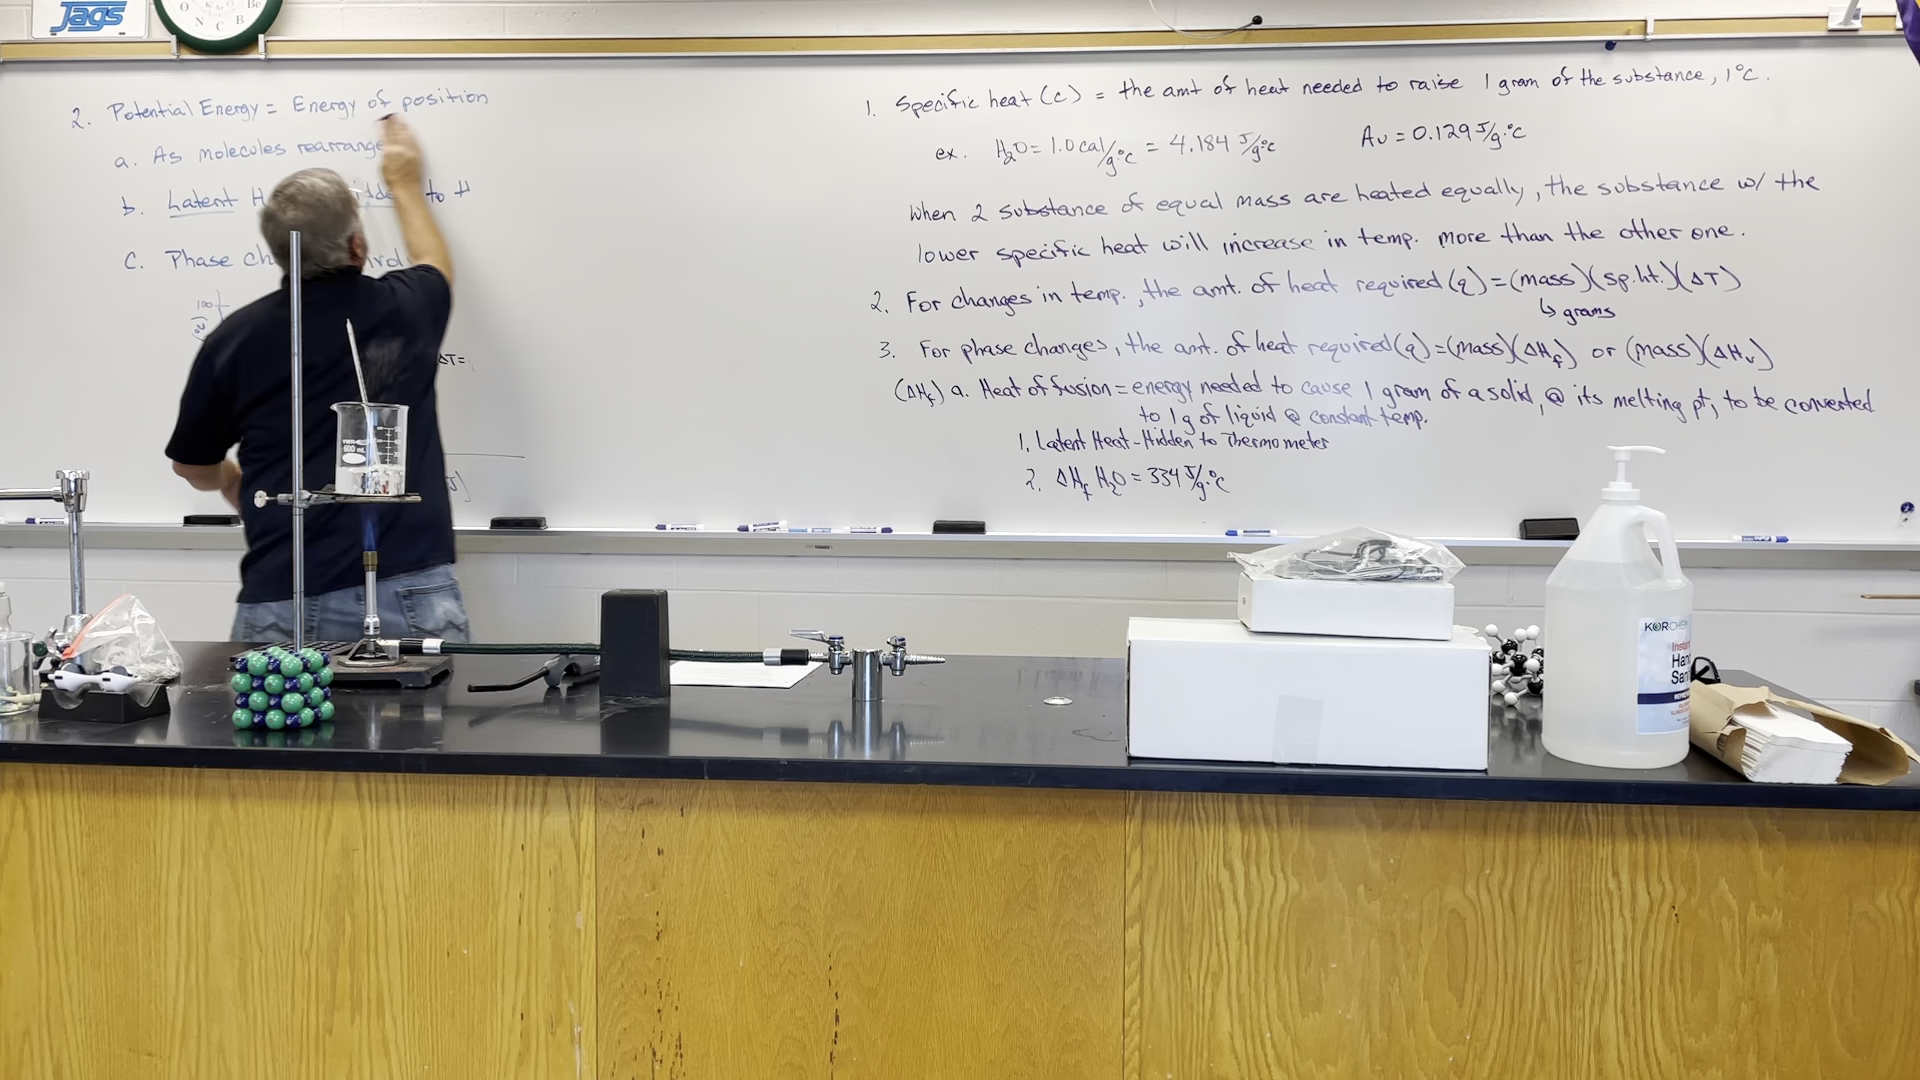 Jags
O N C B Be
2. Potential Energy = Energy of position
a. As molecules rearrange
b. Latent H to
C. Phase
100
ΔT=
J]
1. Specific heat (c) = the amt of heat needed to raise 1 gram of the substance, 1°C.
ex. H₂O = 1.0 cal/g·°C = 4.184 J/g·°C Au = 0.129 J/g·°C
When 2 substance of equal mass are heated equally, the substance w/ the
lower specific heat will increase in temp. more than the other one.
2. For changes in temp., the amt. of heat required (q) = (mass)(sp.ht.)(ΔT)
↳ grams
3. For phase changes, the amt. of heat required (q) = (mass)(ΔHf) or (mass)(ΔHv)
(ΔHf) a. Heat of fusion = energy needed to cause 1 gram of a solid, @ its melting pt, to be converted
to 1 g of liquid @ constant temp.
1. Latent Heat - Hidden to Thermometer
2. ΔHf H₂O = 334 J/g·°C
600 mL
KORCHEM